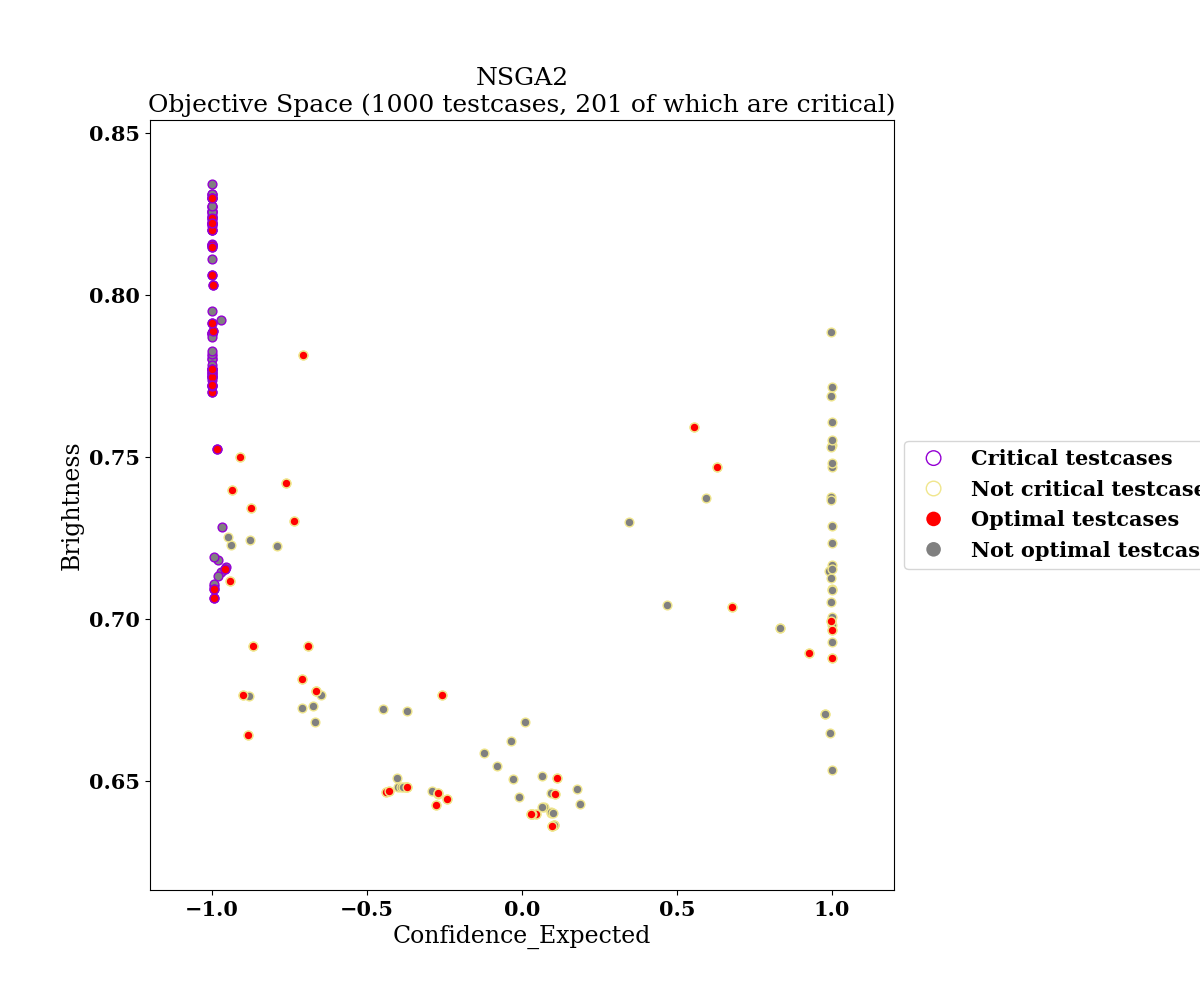 NSGA2
Objective Space (1000 testcases, 201 of which are critical)
0.85
0.80
0.75
0.70
0.65
Brightness
−1.0
−0.5
0.0
0.5
1.0
Confidence_Expected
Critical testcases
Not critical testcase
Optimal testcases
Not optimal testcas